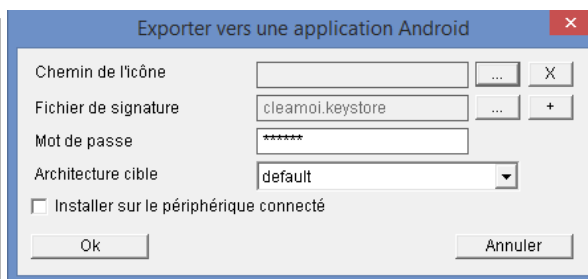 Exporter vers une application Android
x
Chemin de l'icône ... X
Fichier de signature cleamoi.keystore ... +
Mot de passe ******
Architecture cible default
Installer sur le périphérique connecté
Ok Annuler